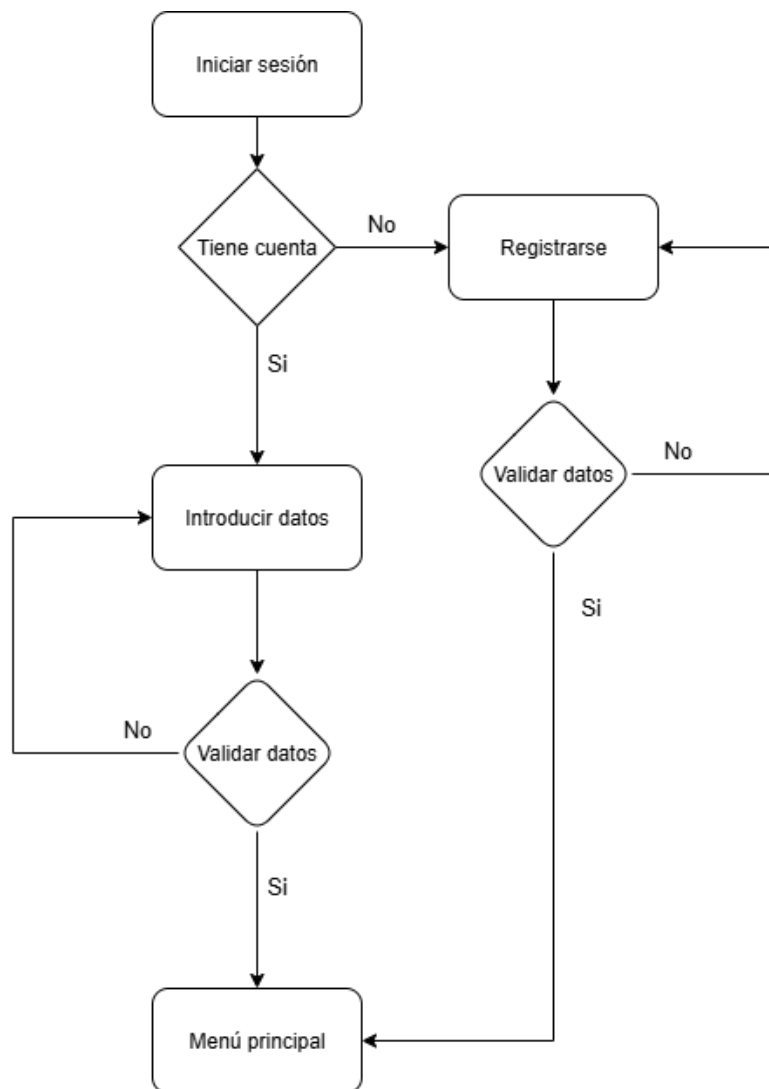 Iniciar sesión
Tiene cuenta
No
Registrarse
Si
Validar datos
No
Introducir datos
Si
No
Validar datos
Si
Menú principal